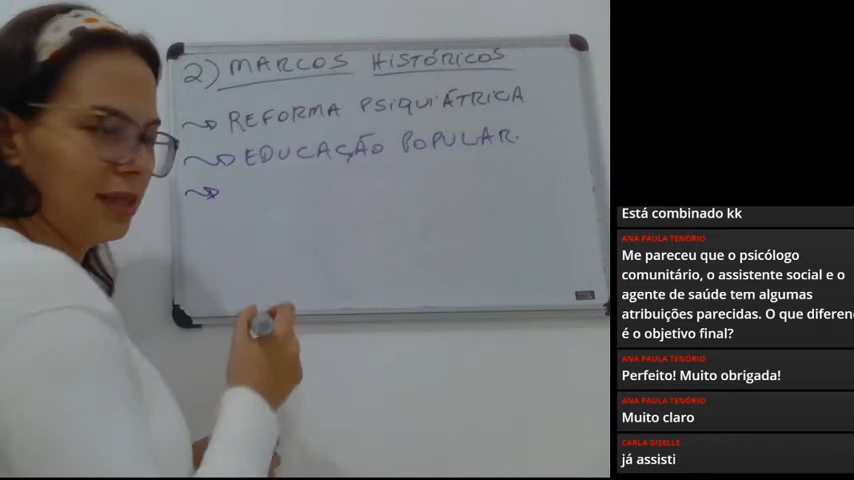 2) MARCOS HISTÓRICOS
~> REFORMA PSIQUIÁTRICA
~> EDUCAÇÃO POPULAR.
~>
Está combinado kk
ANA PAULA TENÓRIO
Me pareceu que o psicólogo
comunitário, o assistente social e o
agente de saúde tem algumas
atribuições parecidas. O que diferen
é o objetivo final?
ANA PAULA TENÓRIO
Perfeito! Muito obrigada!
ANA PAULA TENÓRIO
Muito claro
CARLA GISELLE
já assisti